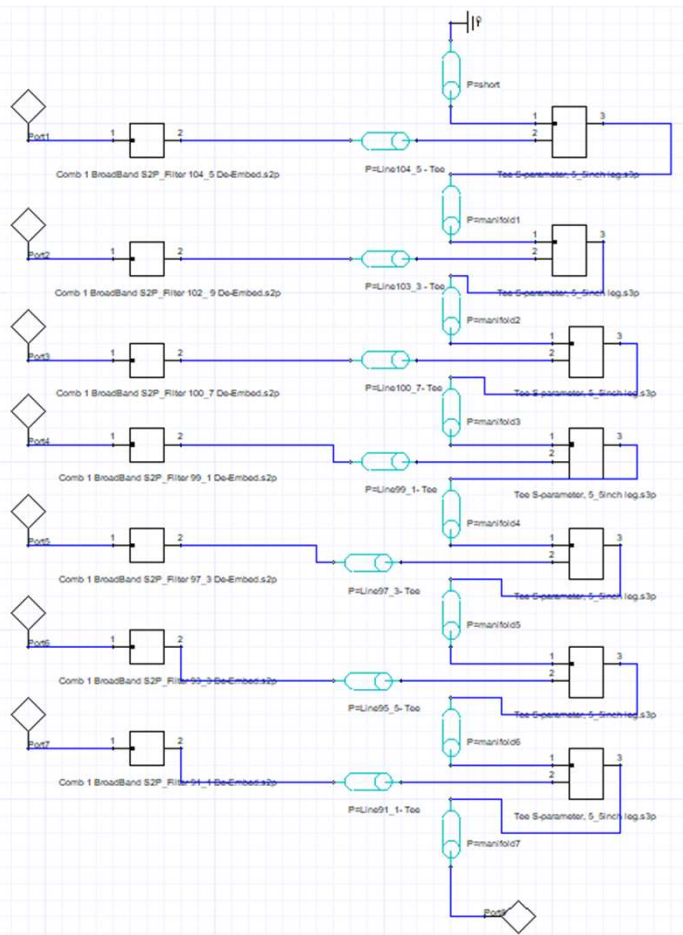 0
P=short
Port1
1
2
1
2
3
Comb 1 BroadBand S2P_Filter 104_5 De-Embed.s2p
P=Line104_5 - Tee
Tee S-parameter, 5_5inch leg.s3p
P=manifold1
Port2
1
2
1
2
3
Comb 1 BroadBand S2P_Filter 102_ 9 De-Embed.s2p
P=Line103_3 - Tee
Tee S-parameter, 5_5inch leg.s3p
P=manifold2
Port3
1
2
1
2
3
Comb 1 BroadBand S2P_Filter 100_7 De-Embed.s2p
P=Line100_7- Tee
Tee S-parameter, 5_5inch leg.s3p
P=manifold3
Port4
1
2
1
2
3
Comb 1 BroadBand S2P_Filter 99_1 De-Embed.s2p
P=Line99_1- Tee
Tee S-parameter, 5_5inch leg.s3p
P=manifold4
Port5
1
2
1
2
3
Comb 1 BroadBand S2P_Filter 97_3 De-Embed.s2p
P=Line97_3- Tee
Tee S-parameter, 5_5inch leg.s3p
P=manifold5
Port6
1
2
1
2
3
Comb 1 BroadBand S2P_Filter 93_3 De-Embed.s2p
P=Line95_5- Tee
Tee S-parameter, 5_5inch leg.s3p
P=manifold6
Port7
1
2
1
2
3
Comb 1 BroadBand S2P_Filter 91_1 De-Embed.s2p
P=Line91_1- Tee
Tee S-parameter, 5_5inch leg.s3p
P=manifold7
Port8